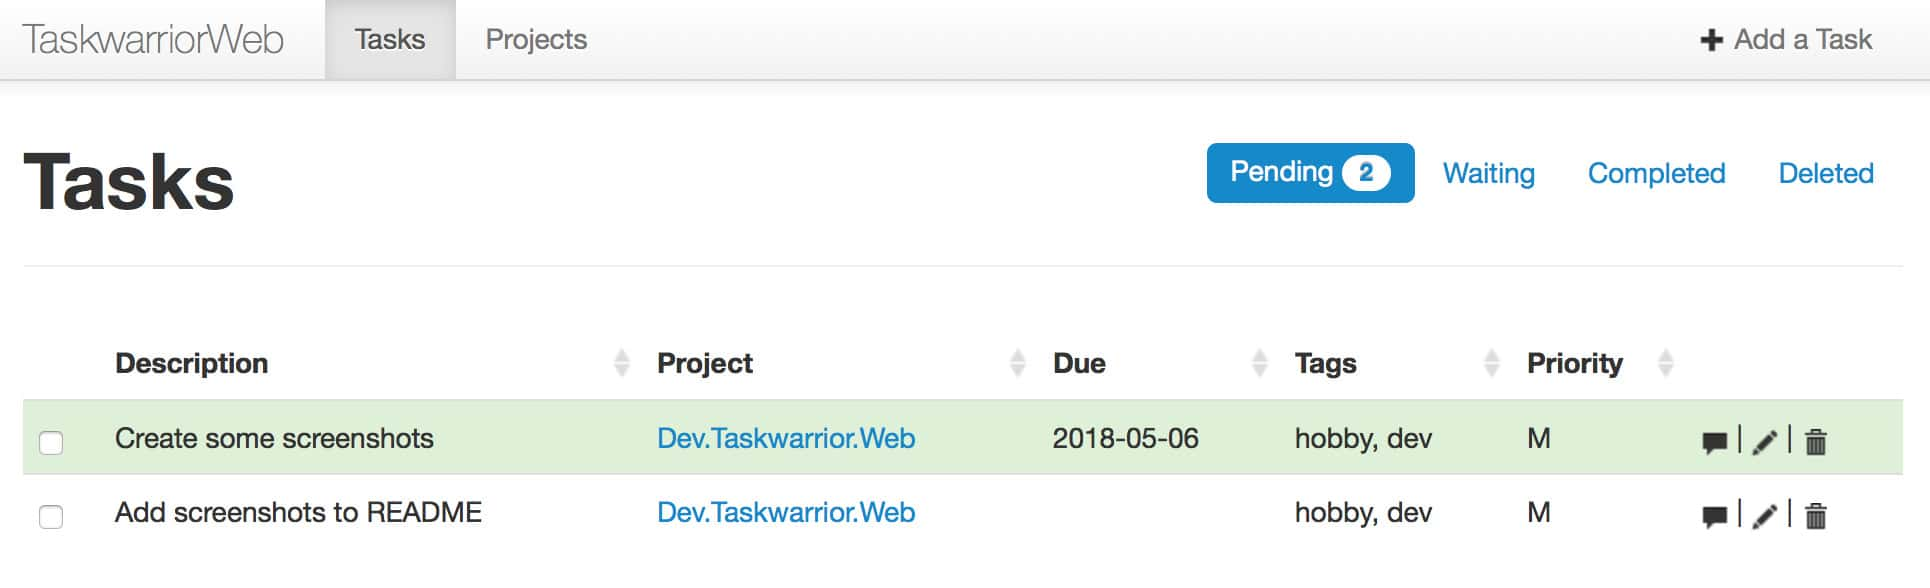 TaskwarriorWeb Tasks Projects Add a Task
Tasks Pending 2 Waiting Completed Deleted
Description Project Due Tags Priority
Create some screenshots Dev.Taskwarrior.Web 2018-05-06 hobby, dev M
Add screenshots to README Dev.Taskwarrior.Web hobby, dev M